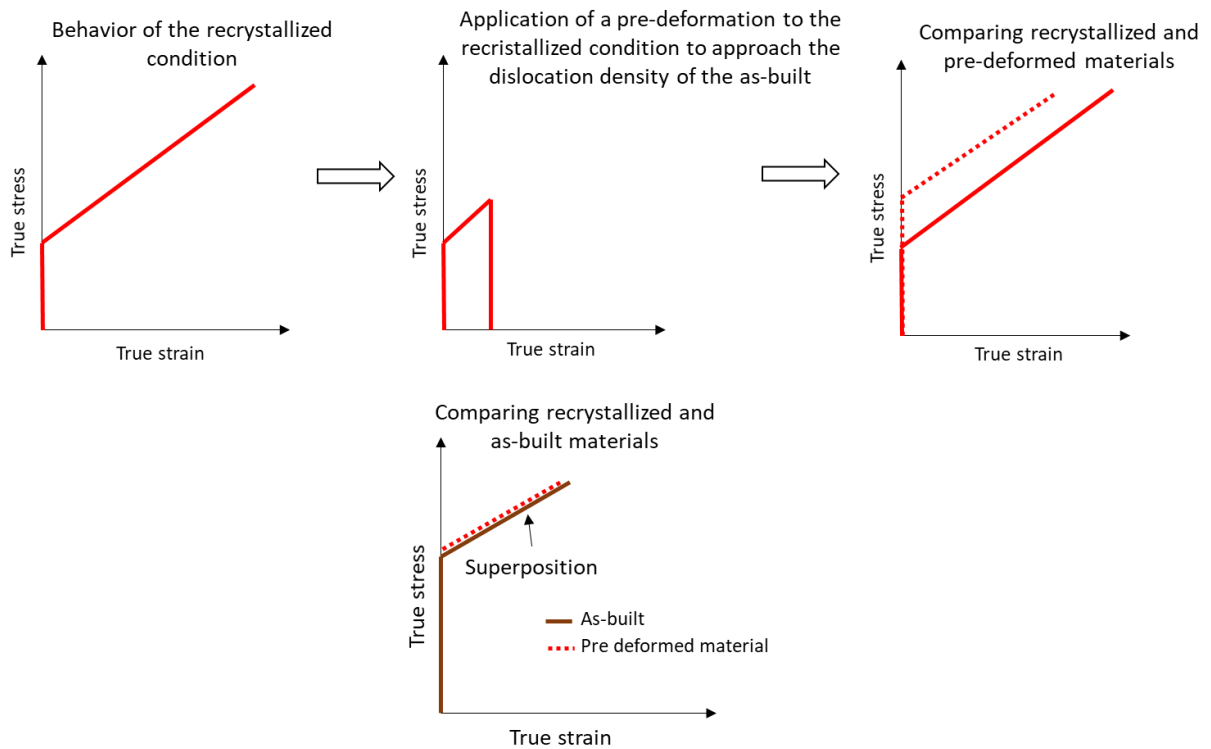 Behavior of the recrystallized
condition
True stress
True strain
Application of a pre-deformation to the
recristallized condition to approach the
dislocation density of the as-built
True stress
True strain
Comparing recrystallized and
pre-deformed materials
True stress
True strain
Comparing recrystallized and
as-built materials
True stress
Superposition
As-built
Pre deformed material
True strain